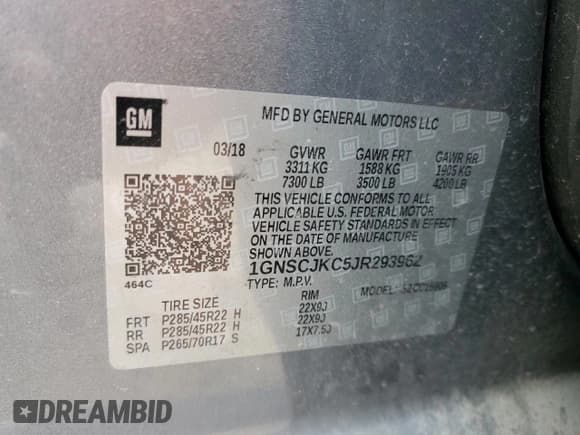 GM
MFD BY GENERAL MOTORS LLC
03/18 GVWR GAWR FRT GAWR RR
3311 KG 1588 KG 1905 KG
7300 LB 3500 LB 4200 LB
THIS VEHICLE CONFORMS TO ALL
APPLICABLE U.S. FEDERAL MOTOR
VEHICLE SAFETY STANDARDS IN EFFECT
ON THE DATE OF MANUFACTURE
SHOWN ABOVE.
1GNSCJKC5JR293962
464C
TYPE: M.P.V. MODEL:
TIRE SIZE RIM
FRT P285/45R22 H 22X9J
RR P285/45R22 H 22X9J
SPA P265/70R17 S 17X7.5J
DREAMBID